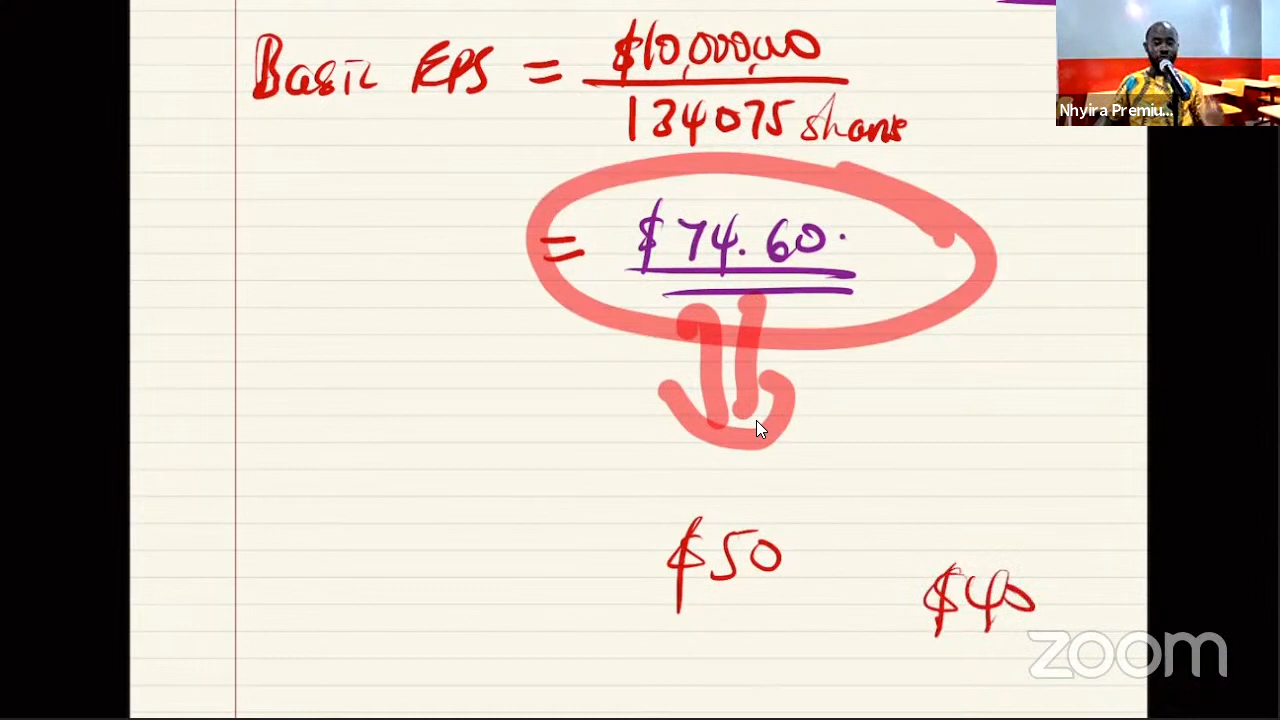 Basic EPS = $10,000,000
134075 shares
Nhyira Premiu...
= $74.60.
$50
$40
zoom